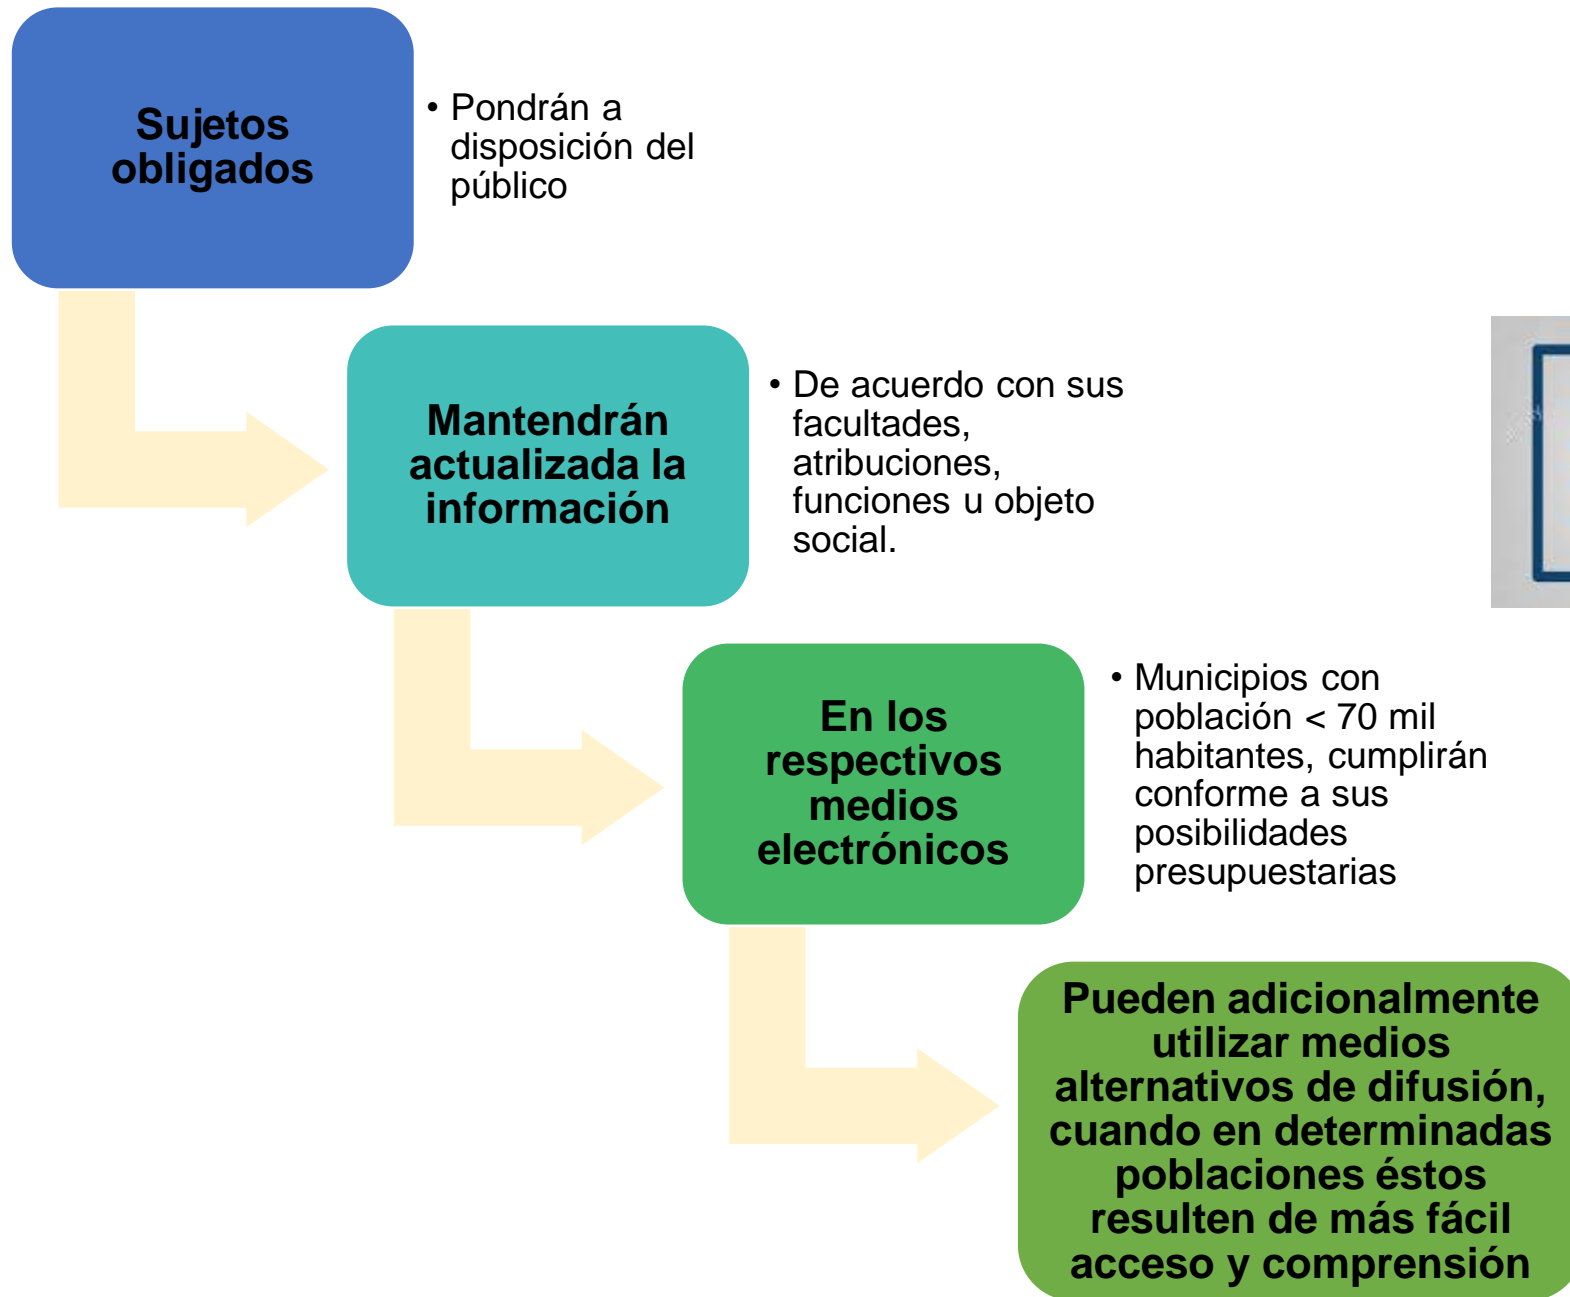 Sujetos
obligados
• Pondrán a
disposición del
público
Mantendrán
actualizada la
información
• De acuerdo con sus
facultades,
atribuciones,
funciones u objeto
social.
En los
respectivos
medios
electrónicos
• Municipios con
población < 70 mil
habitantes, cumplirán
conforme a sus
posibilidades
presupuestarias
Pueden adicionalmente
utilizar medios
alternativos de difusión,
cuando en determinadas
poblaciones éstos
resulten de más fácil
acceso y comprensión